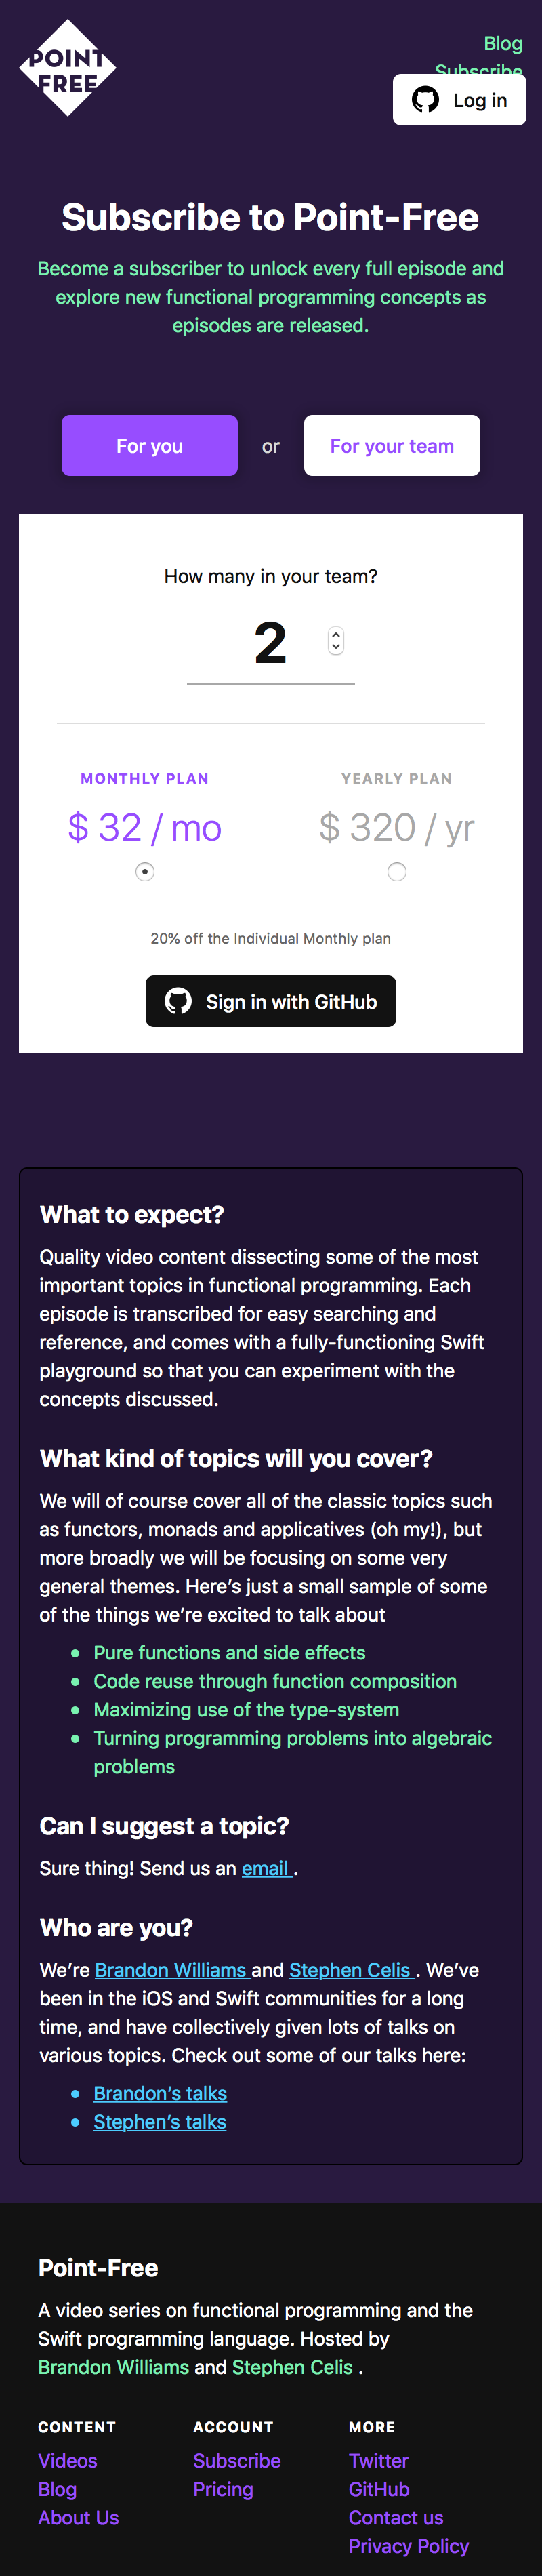 POINT
FREE
Blog
Subscribe
Log in
Subscribe to Point-Free
Become a subscriber to unlock every full episode and
explore new functional programming concepts as
episodes are released.
For you
or
For your team
How many in your team?
2
MONTHLY PLAN
YEARLY PLAN
$ 32 / mo
$ 320 / yr
20% off the Individual Monthly plan
Sign in with GitHub
What to expect?
Quality video content dissecting some of the most
important topics in functional programming. Each
episode is transcribed for easy searching and
reference, and comes with a fully-functioning Swift
playground so that you can experiment with the
concepts discussed.
What kind of topics will you cover?
We will of course cover all of the classic topics such
as functors, monads and applicatives (oh my!), but
more broadly we will be focusing on some very
general themes. Here’s just a small sample of some
of the things we’re excited to talk about
• Pure functions and side effects
• Code reuse through function composition
• Maximizing use of the type-system
• Turning programming problems into algebraic
problems
Can I suggest a topic?
Sure thing! Send us an email .
Who are you?
We’re Brandon Williams and Stephen Celis . We’ve
been in the iOS and Swift communities for a long
time, and have collectively given lots of talks on
various topics. Check out some of our talks here:
• Brandon’s talks
• Stephen’s talks
Point-Free
A video series on functional programming and the
Swift programming language. Hosted by
Brandon Williams and Stephen Celis .
CONTENT
Videos
Blog
About Us
ACCOUNT
Subscribe
Pricing
MORE
Twitter
GitHub
Contact us
Privacy Policy